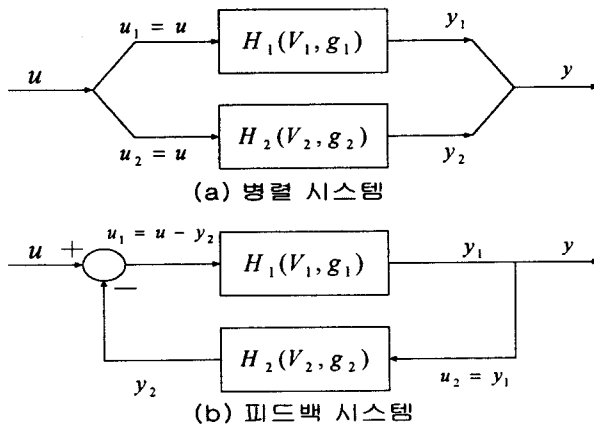 u₁ = u
H₁(V₁, g₁)
y₁
u
y
u₂ = u
H₂(V₂, g₂)
y₂
(a) 병렬 시스템
u
+
u₁ = u − y₂
H₁(V₁, g₁)
y₁
y
−
H₂(V₂, g₂)
y₂
u₂ = y₁
(b) 피드백 시스템